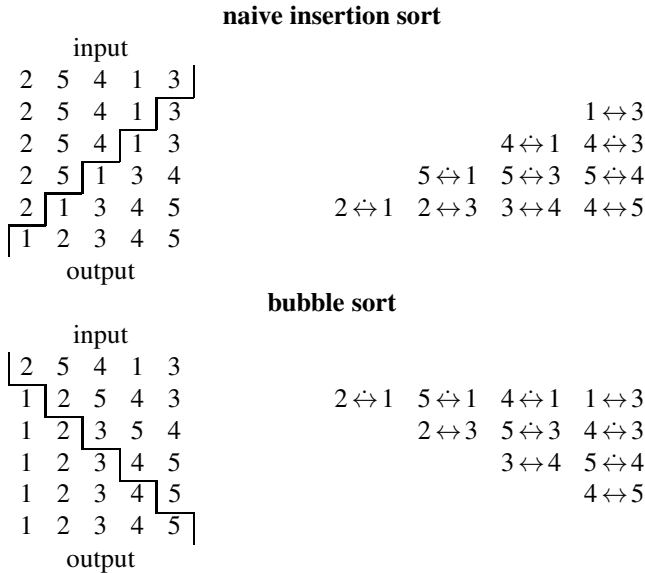 naive insertion sort
input
2 5 4 1 3
2 5 4 1 3 1↔3
2 5 4 1 3 4↔̇1 4↔̇3
2 5 1 3 4 5↔̇1 5↔̇3 5↔̇4
2 1 3 4 5 2↔̇1 2↔3 3↔4 4↔5
1 2 3 4 5
output
bubble sort
input
2 5 4 1 3
1 2 5 4 3 2↔̇1 5↔̇1 4↔̇1 1↔3
1 2 3 5 4 2↔3 5↔̇3 4↔̇3
1 2 3 4 5 3↔4 5↔̇4
1 2 3 4 5 4↔5
1 2 3 4 5
output